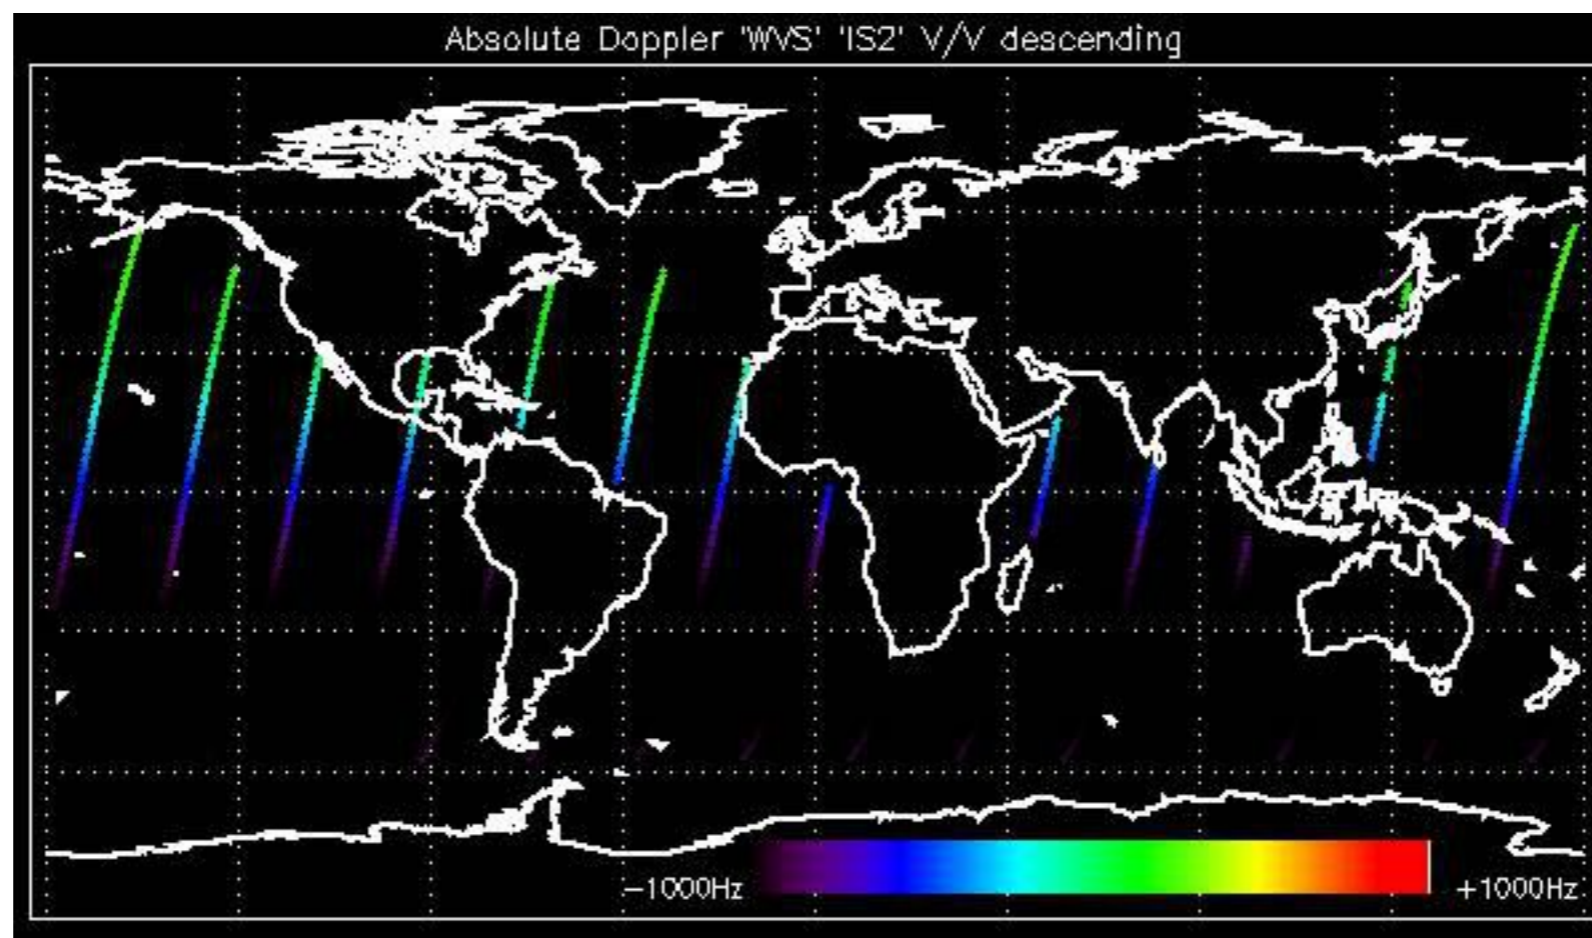 Absolute Doppler 'WVS' 'IS2' V/V descending
-1000Hz +1000Hz